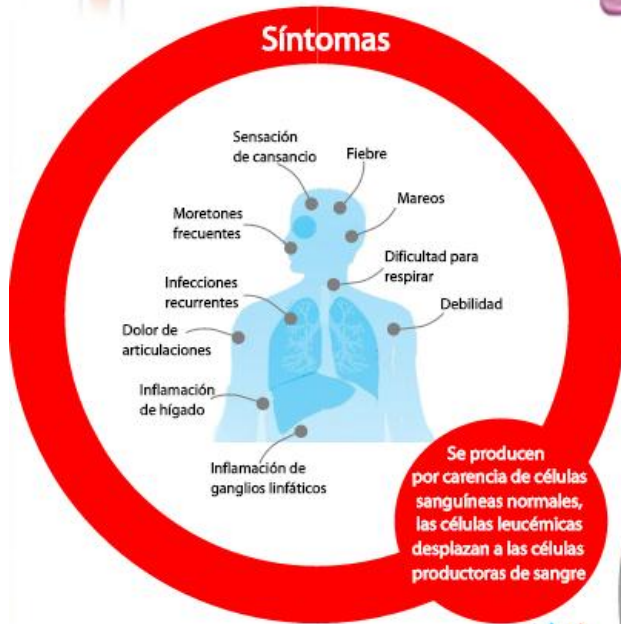 Síntomas
Sensación
de cansancio
Fiebre
Moretones
frecuentes
Mareos
Dificultad para
respirar
Infecciones
recurrentes
Debilidad
Dolor de
articulaciones
Inflamación
de hígado
Inflamación de
ganglios linfáticos
Se producen
por carencia de células
sanguíneas normales,
las células leucémicas
desplazan a las células
productoras de sangre